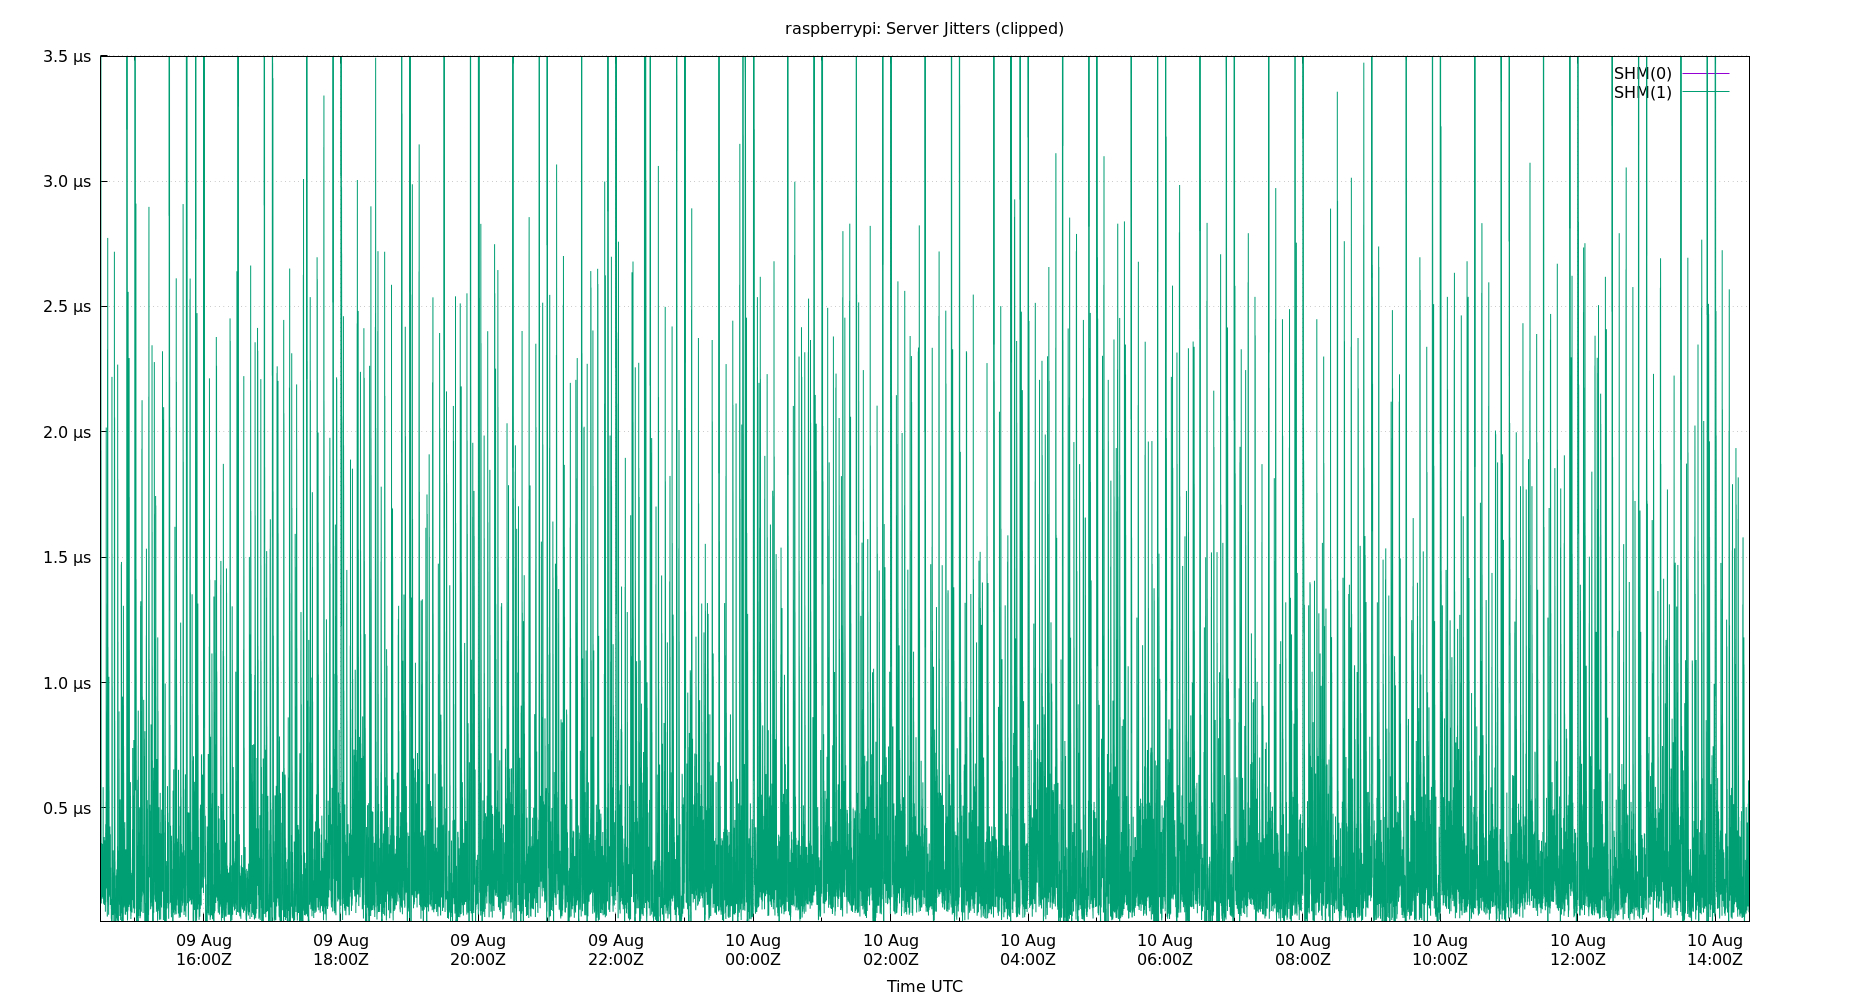 raspberrypi: Server Jitters (clipped)
3.5 µs
3.0 µs
2.5 µs
2.0 µs
1.5 µs
1.0 µs
0.5 µs
SHM(0)
SHM(1)
09 Aug
16:00Z
09 Aug
18:00Z
09 Aug
20:00Z
09 Aug
22:00Z
10 Aug
00:00Z
10 Aug
02:00Z
10 Aug
04:00Z
10 Aug
06:00Z
10 Aug
08:00Z
10 Aug
10:00Z
10 Aug
12:00Z
10 Aug
14:00Z
Time UTC